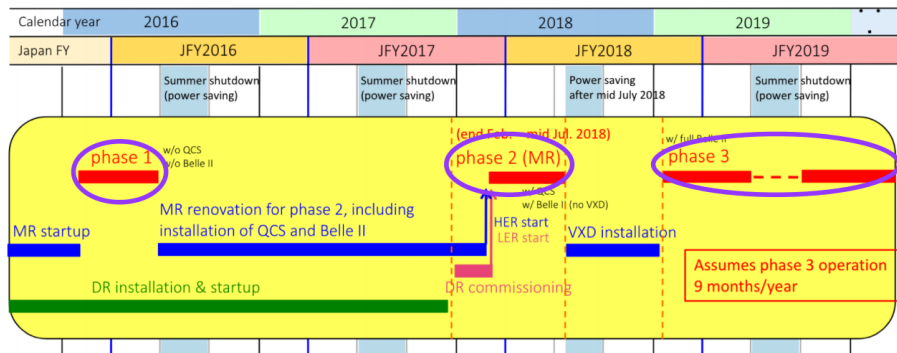 Calendar year 2016 2017 2018 2019
Japan FY JFY2016 JFY2017 JFY2018 JFY2019
Summer shutdown
(power saving)
Summer shutdown
(power saving)
Power saving
after mid July 2018
Summer shutdown
(power saving)
phase 1
w/o QCS
w/o Belle II
(end Feb. - mid Jul. 2018)
phase 2 (MR)
w/ QCS
w/ Belle II (no VXD)
w/ full Belle II
phase 3
MR startup
MR renovation for phase 2, including
installation of QCS and Belle II
HER start
LER start
VXD installation
DR installation & startup
DR commissioning
Assumes phase 3 operation
9 months/year